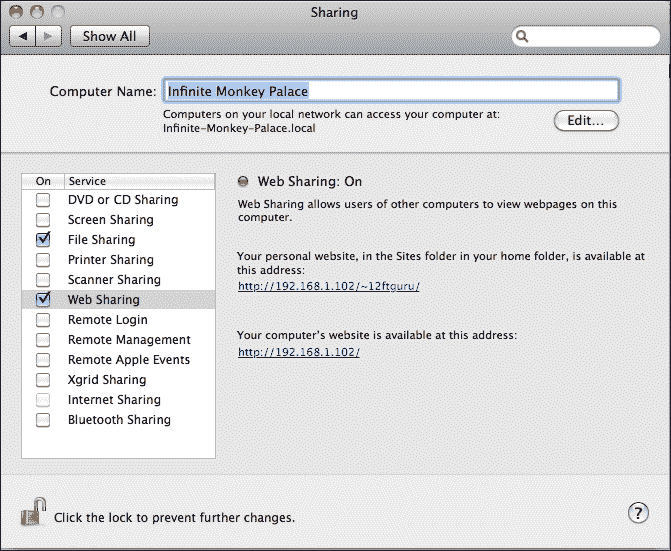 Sharing
Show All
Computer Name: Infinite Monkey Palace
Computers on your local network can access your computer at:
Infinite-Monkey-Palace.local
Edit...
On Service
DVD or CD Sharing
Screen Sharing
File Sharing
Printer Sharing
Scanner Sharing
Web Sharing
Remote Login
Remote Management
Remote Apple Events
Xgrid Sharing
Internet Sharing
Bluetooth Sharing
Web Sharing: On
Web Sharing allows users of other computers to view webpages on this
computer.
Your personal website, in the Sites folder in your home folder, is available at
this address:
http://192.168.1.102/~12ftguru/
Your computer's website is available at this address:
http://192.168.1.102/
Click the lock to prevent further changes.
?